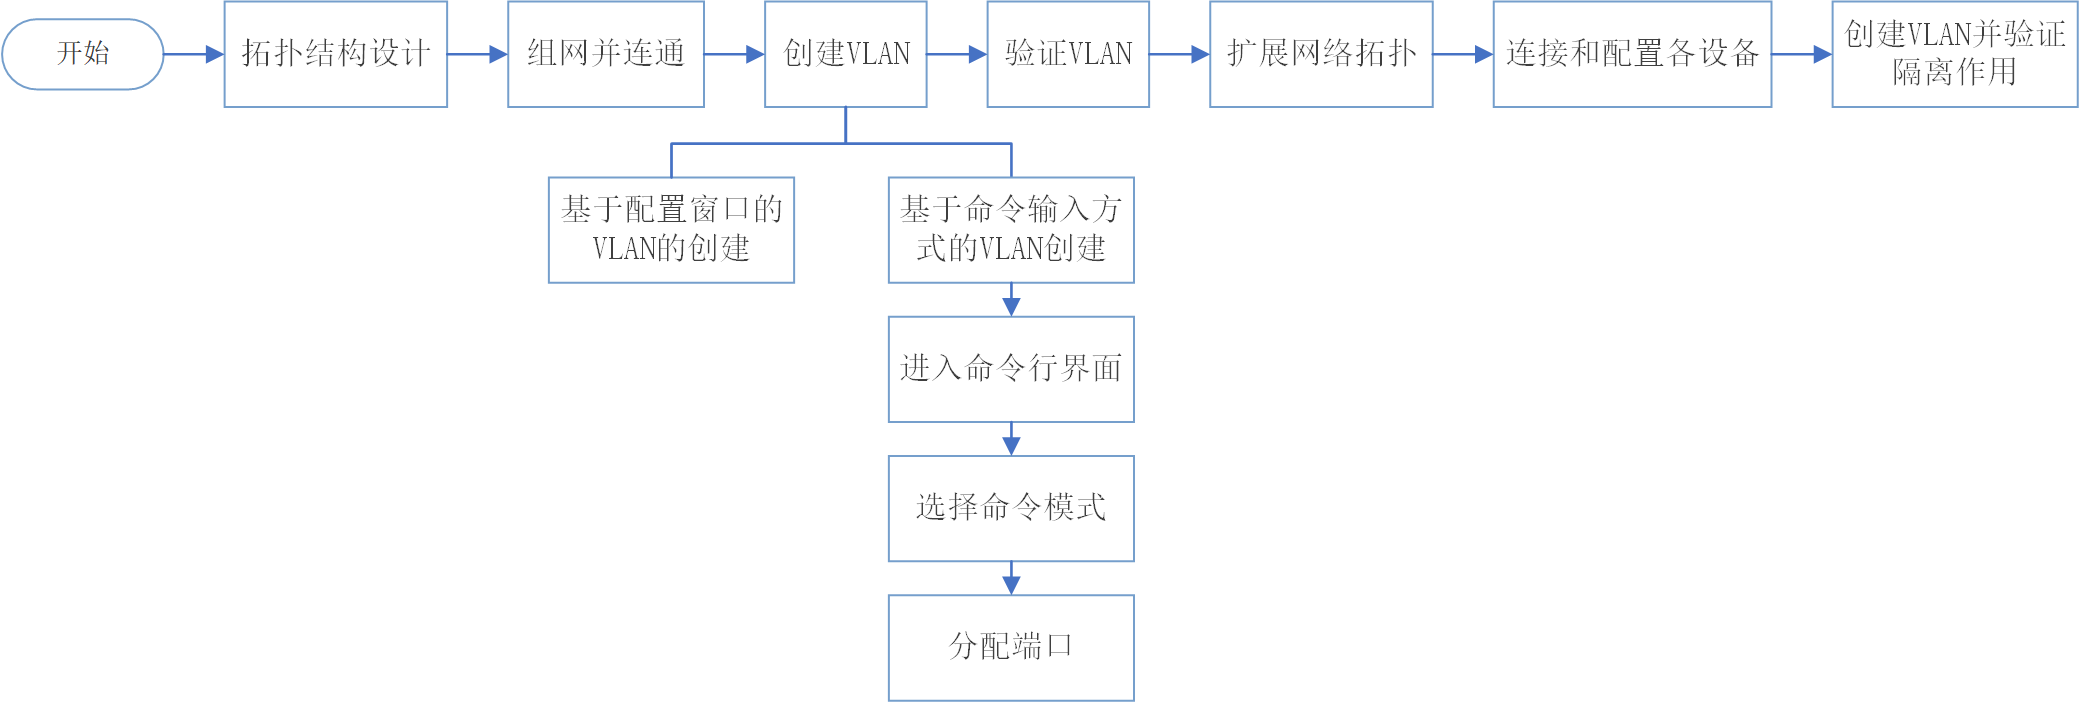 开始
拓扑结构设计
组网并连通
创建VLAN
验证VLAN
扩展网络拓扑
连接和配置各设备
创建VLAN并验证
隔离作用
基于配置窗口的
VLAN的创建
基于命令输入方
式的VLAN创建
进入命令行界面
选择命令模式
分配端口